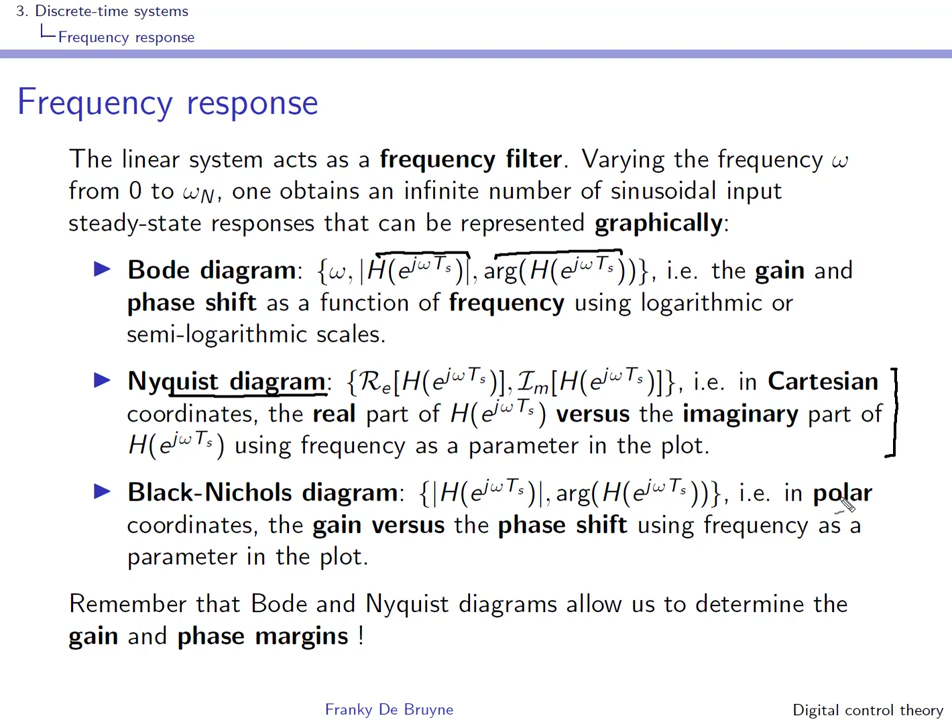 3. Discrete-time systems
Frequency response
Frequency response
The linear system acts as a frequency filter. Varying the frequency ω
from 0 to ω_N, one obtains an infinite number of sinusoidal input
steady-state responses that can be represented graphically:
▶ Bode diagram: {ω, |H(e^{jωT_s})|, arg(H(e^{jωT_s}))}, i.e. the gain and
phase shift as a function of frequency using logarithmic or
semi-logarithmic scales.
▶ Nyquist diagram: {ℛ_e[H(e^{jωT_s})], ℐ_m[H(e^{jωT_s})]}, i.e. in Cartesian
coordinates, the real part of H(e^{jωT_s}) versus the imaginary part of
H(e^{jωT_s}) using frequency as a parameter in the plot.
▶ Black-Nichols diagram: {|H(e^{jωT_s})|, arg(H(e^{jωT_s}))}, i.e. in polar
coordinates, the gain versus the phase shift using frequency as a
parameter in the plot.
Remember that Bode and Nyquist diagrams allow us to determine the
gain and phase margins !
Franky De Bruyne
Digital control theory